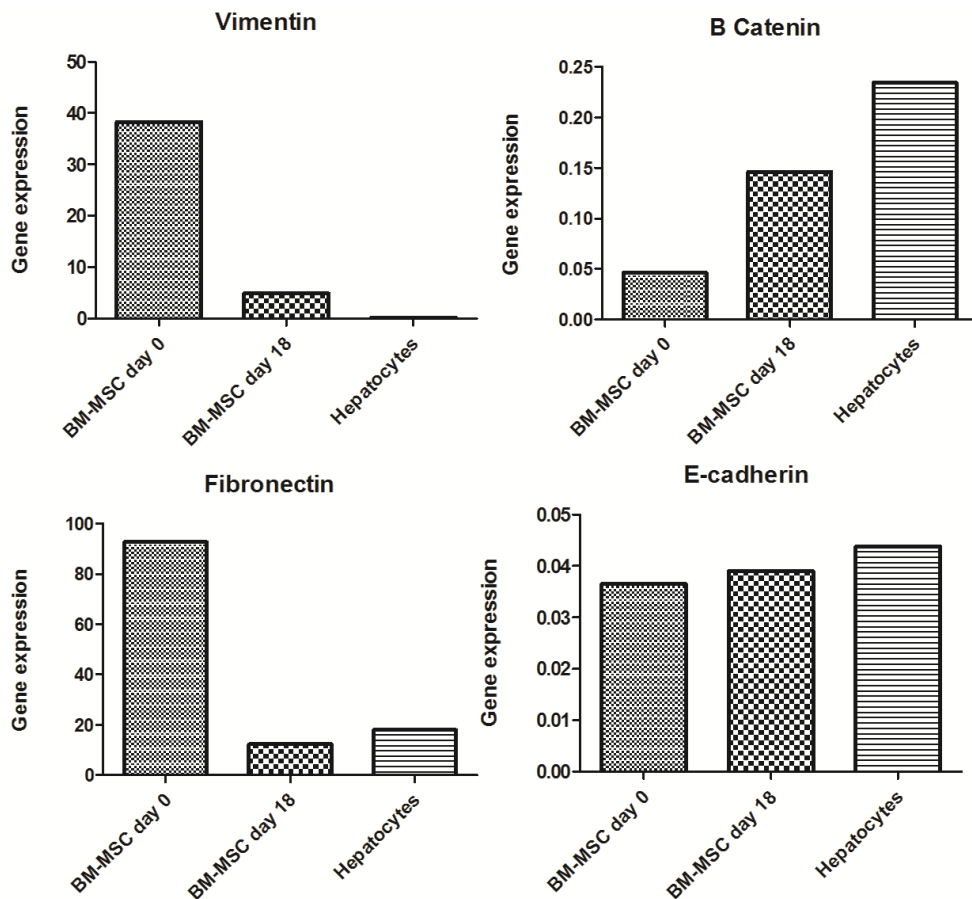 Vimentin
Gene expression
50
40
30
20
10
0
BM-MSC day 0
BM-MSC day 18
Hepatocytes
B Catenin
Gene expression
0.25
0.20
0.15
0.10
0.05
0.00
BM-MSC day 0
BM-MSC day 18
Hepatocytes
Fibronectin
Gene expression
100
80
60
40
20
0
BM-MSC day 0
BM-MSC day 18
Hepatocytes
E-cadherin
Gene expression
0.05
0.04
0.03
0.02
0.01
0.00
BM-MSC day 0
BM-MSC day 18
Hepatocytes